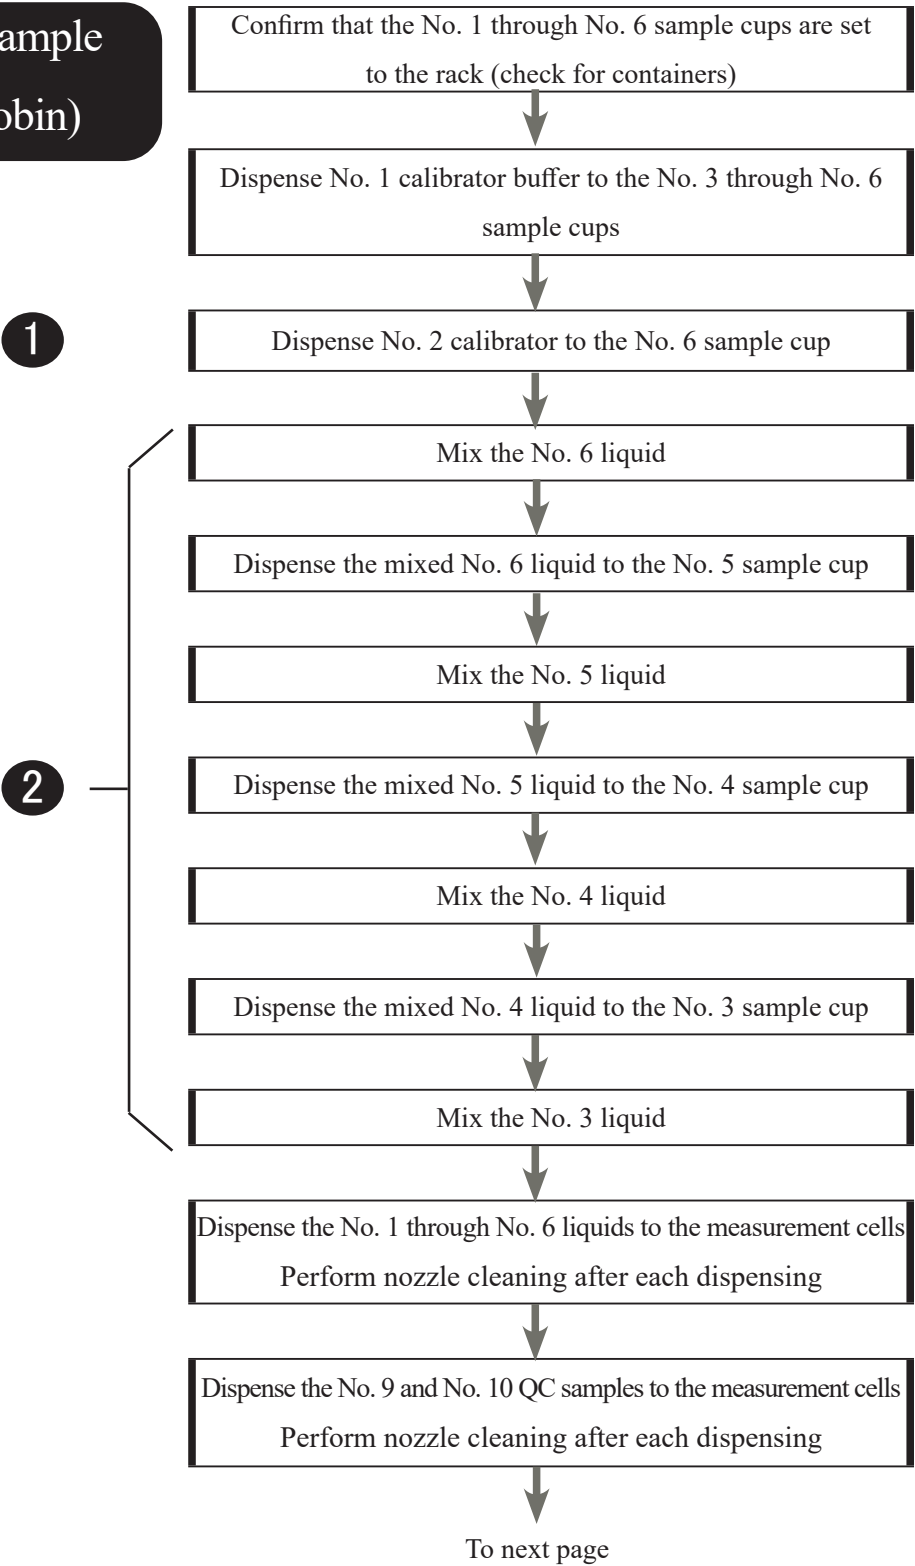 ample
obin)
Confirm that the No. 1 through No. 6 sample cups are set
to the rack (check for containers)
Dispense No. 1 calibrator buffer to the No. 3 through No. 6
sample cups
1
Dispense No. 2 calibrator to the No. 6 sample cup
Mix the No. 6 liquid
Dispense the mixed No. 6 liquid to the No. 5 sample cup
Mix the No. 5 liquid
2
Dispense the mixed No. 5 liquid to the No. 4 sample cup
Mix the No. 4 liquid
Dispense the mixed No. 4 liquid to the No. 3 sample cup
Mix the No. 3 liquid
Dispense the No. 1 through No. 6 liquids to the measurement cells
Perform nozzle cleaning after each dispensing
Dispense the No. 9 and No. 10 QC samples to the measurement cells
Perform nozzle cleaning after each dispensing
To next page